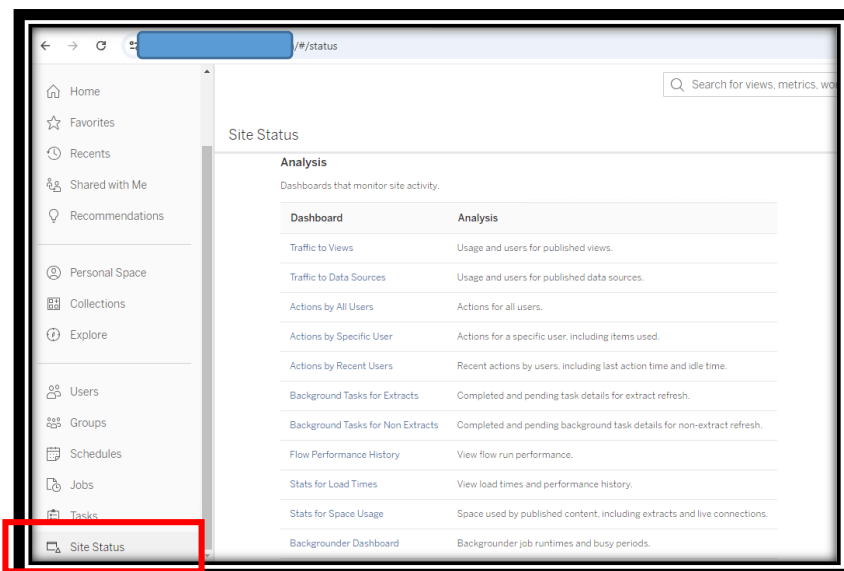 /#/status
Search for views, metrics, wor
Home
Favorites
Recents
Shared with Me
Recommendations
Personal Space
Collections
Explore
Users
Groups
Schedules
Jobs
Tasks
Site Status
Site Status
Analysis
Dashboards that monitor site activity.
Dashboard Analysis
Traffic to Views Usage and users for published views.
Traffic to Data Sources Usage and users for published data sources.
Actions by All Users Actions for all users.
Actions by Specific User Actions for a specific user, including items used.
Actions by Recent Users Recent actions by users, including last action time and idle time.
Background Tasks for Extracts Completed and pending task details for extract refresh.
Background Tasks for Non Extracts Completed and pending background task details for non-extract refresh.
Flow Performance History View flow run performance.
Stats for Load Times View load times and performance history.
Stats for Space Usage Space used by published content, including extracts and live connections.
Backgrounder Dashboard Backgrounder job runtimes and busy periods.